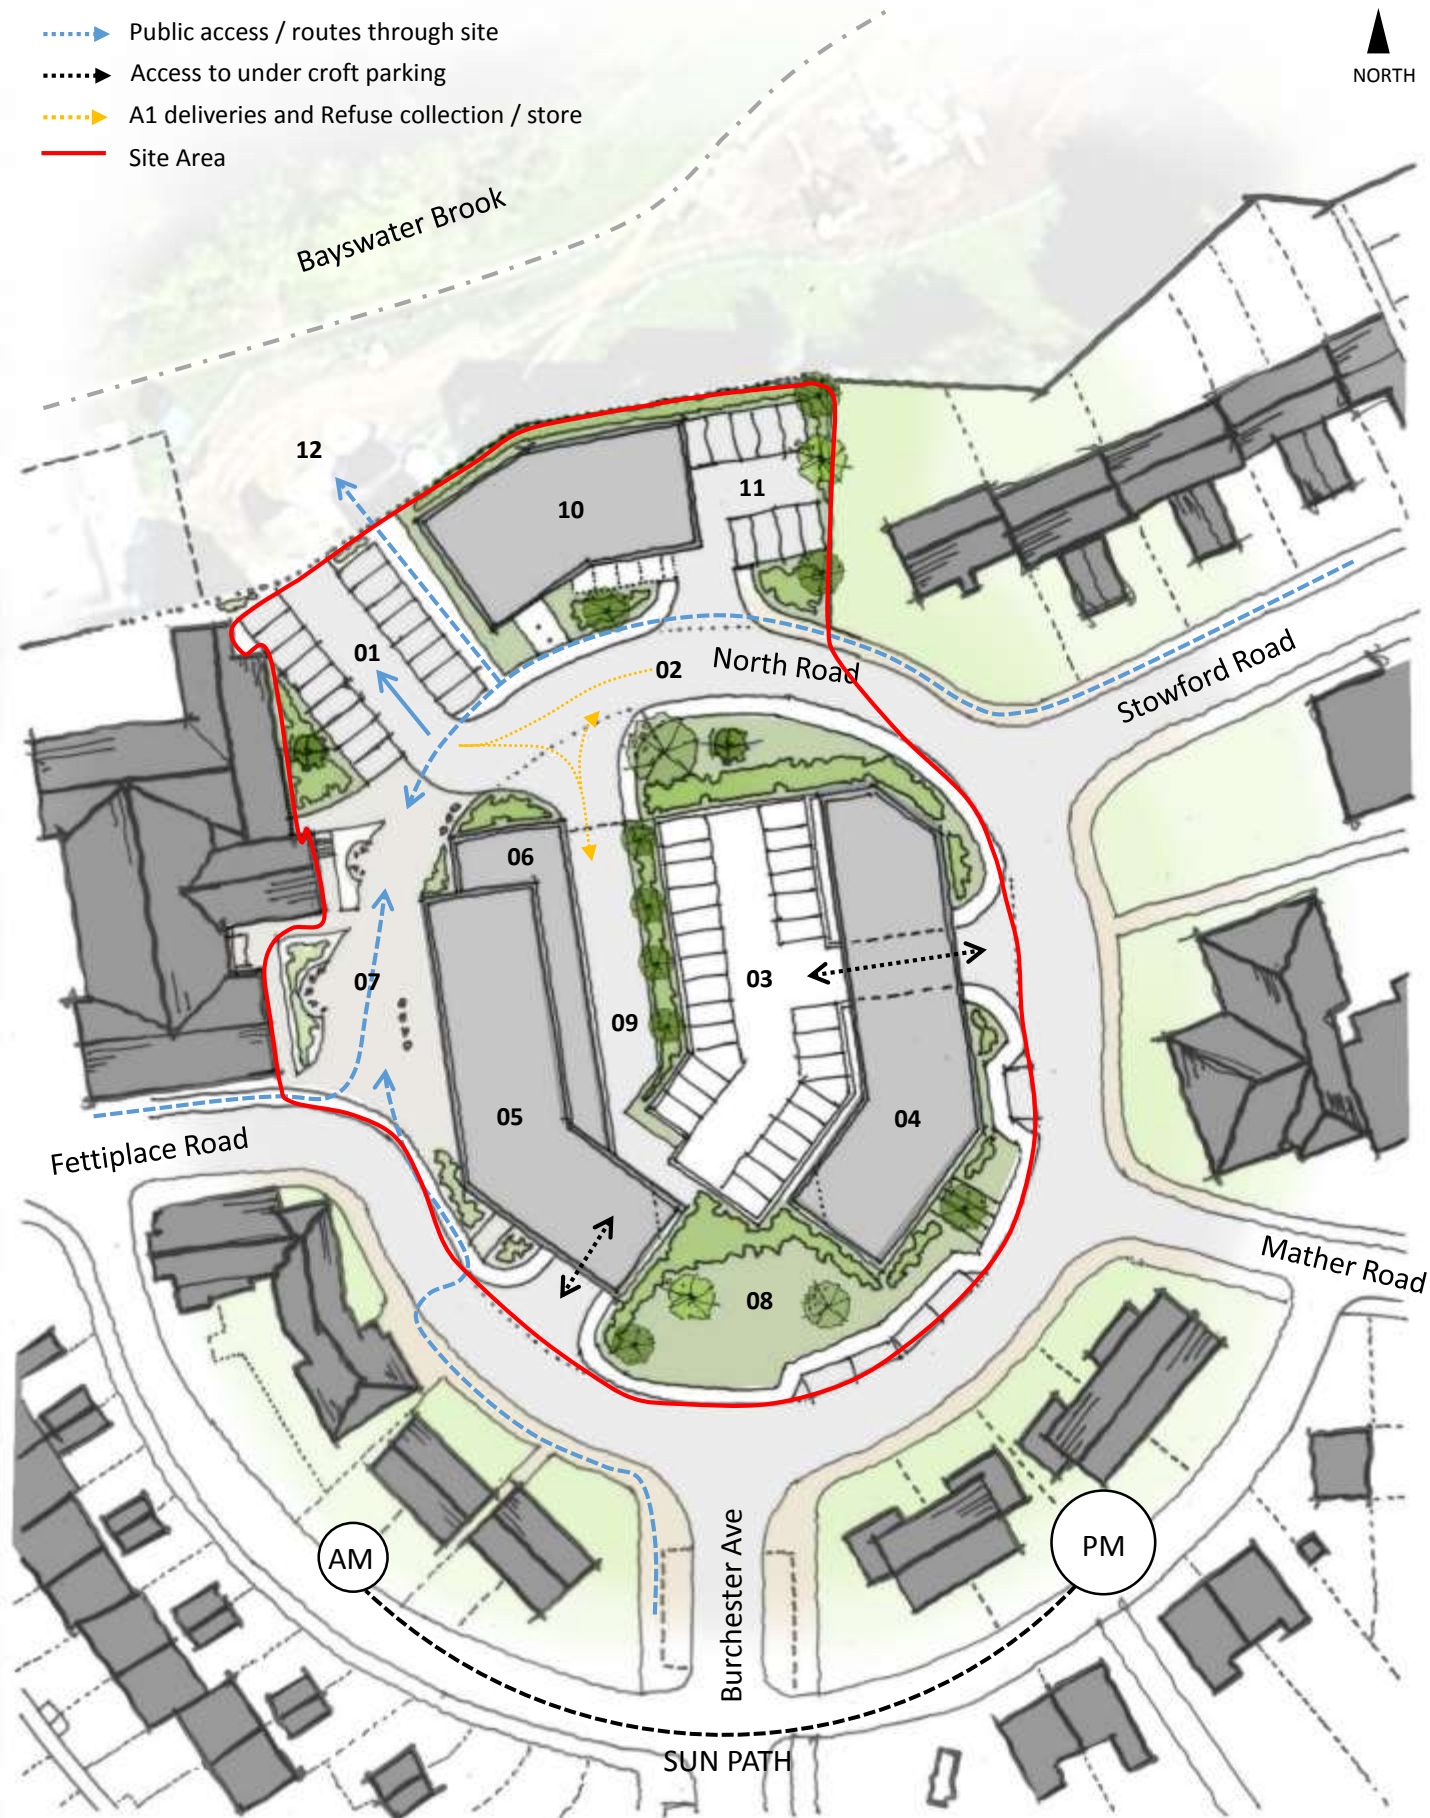 Public access / routes through site
Access to under croft parking
A1 deliveries and Refuse collection / store
Site Area
NORTH
Bayswater Brook
12
10
11
01
02
North Road
Stowford Road
06
07
03
09
05
04
Fettiplace Road
Mather Road
08
AM
PM
Burchester Ave
SUN PATH